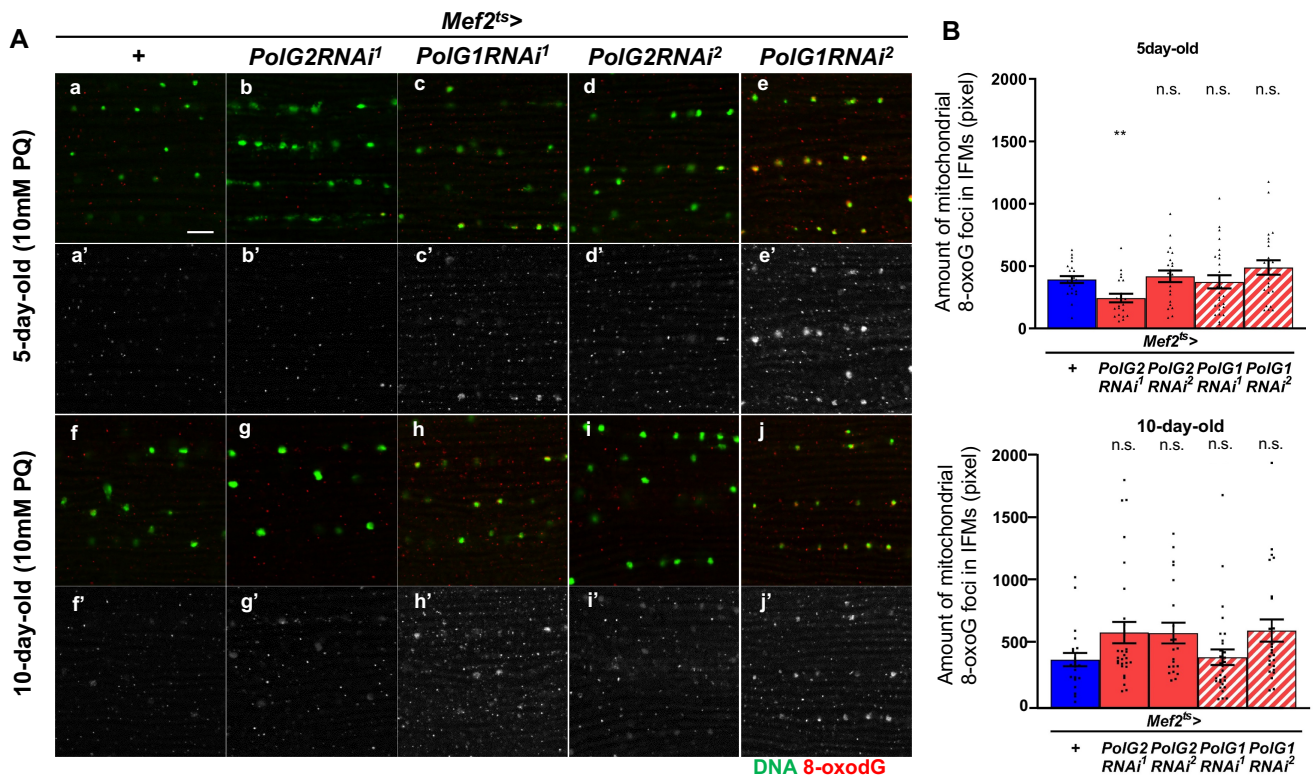 A
Mef2ts>
+ PolG2RNAi1 PolG1RNAi1 PolG2RNAi2 PolG1RNAi2
5-day-old (10mM PQ)
a b c d e
a' b' c' d' e'
10-day-old (10mM PQ)
f g h i j
f' g' h' i' j'
DNA 8-oxodG
B
5day-old
Amount of mitochondrial
8-oxoG foci in IFMs (pixel)
2000
1500
1000
500
0
** n.s. n.s. n.s.
Mef2ts>
+ PolG2 PolG2 PolG1 PolG1
RNAi1 RNAi2 RNAi1 RNAi2
10-day-old
Amount of mitochondrial
8-oxoG foci in IFMs (pixel)
2000
1500
1000
500
0
n.s. n.s. n.s. n.s.
Mef2ts>
+ PolG2 PolG2 PolG1 PolG1
RNAi1 RNAi2 RNAi1 RNAi2